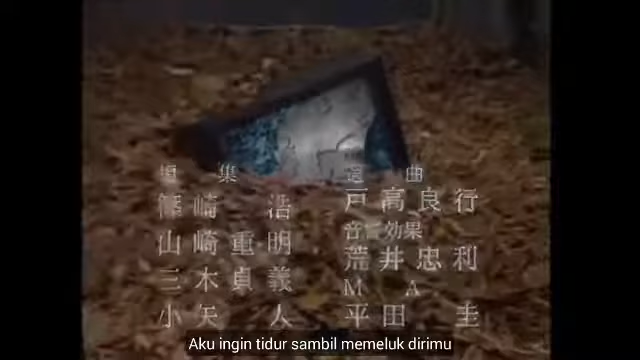 編集
篠崎 浩
山崎重明
三木貞義
小矢 人
選曲
戸高良行
音響効果
荒井忠利
MA
平田 圭
Aku ingin tidur sambil memeluk dirimu